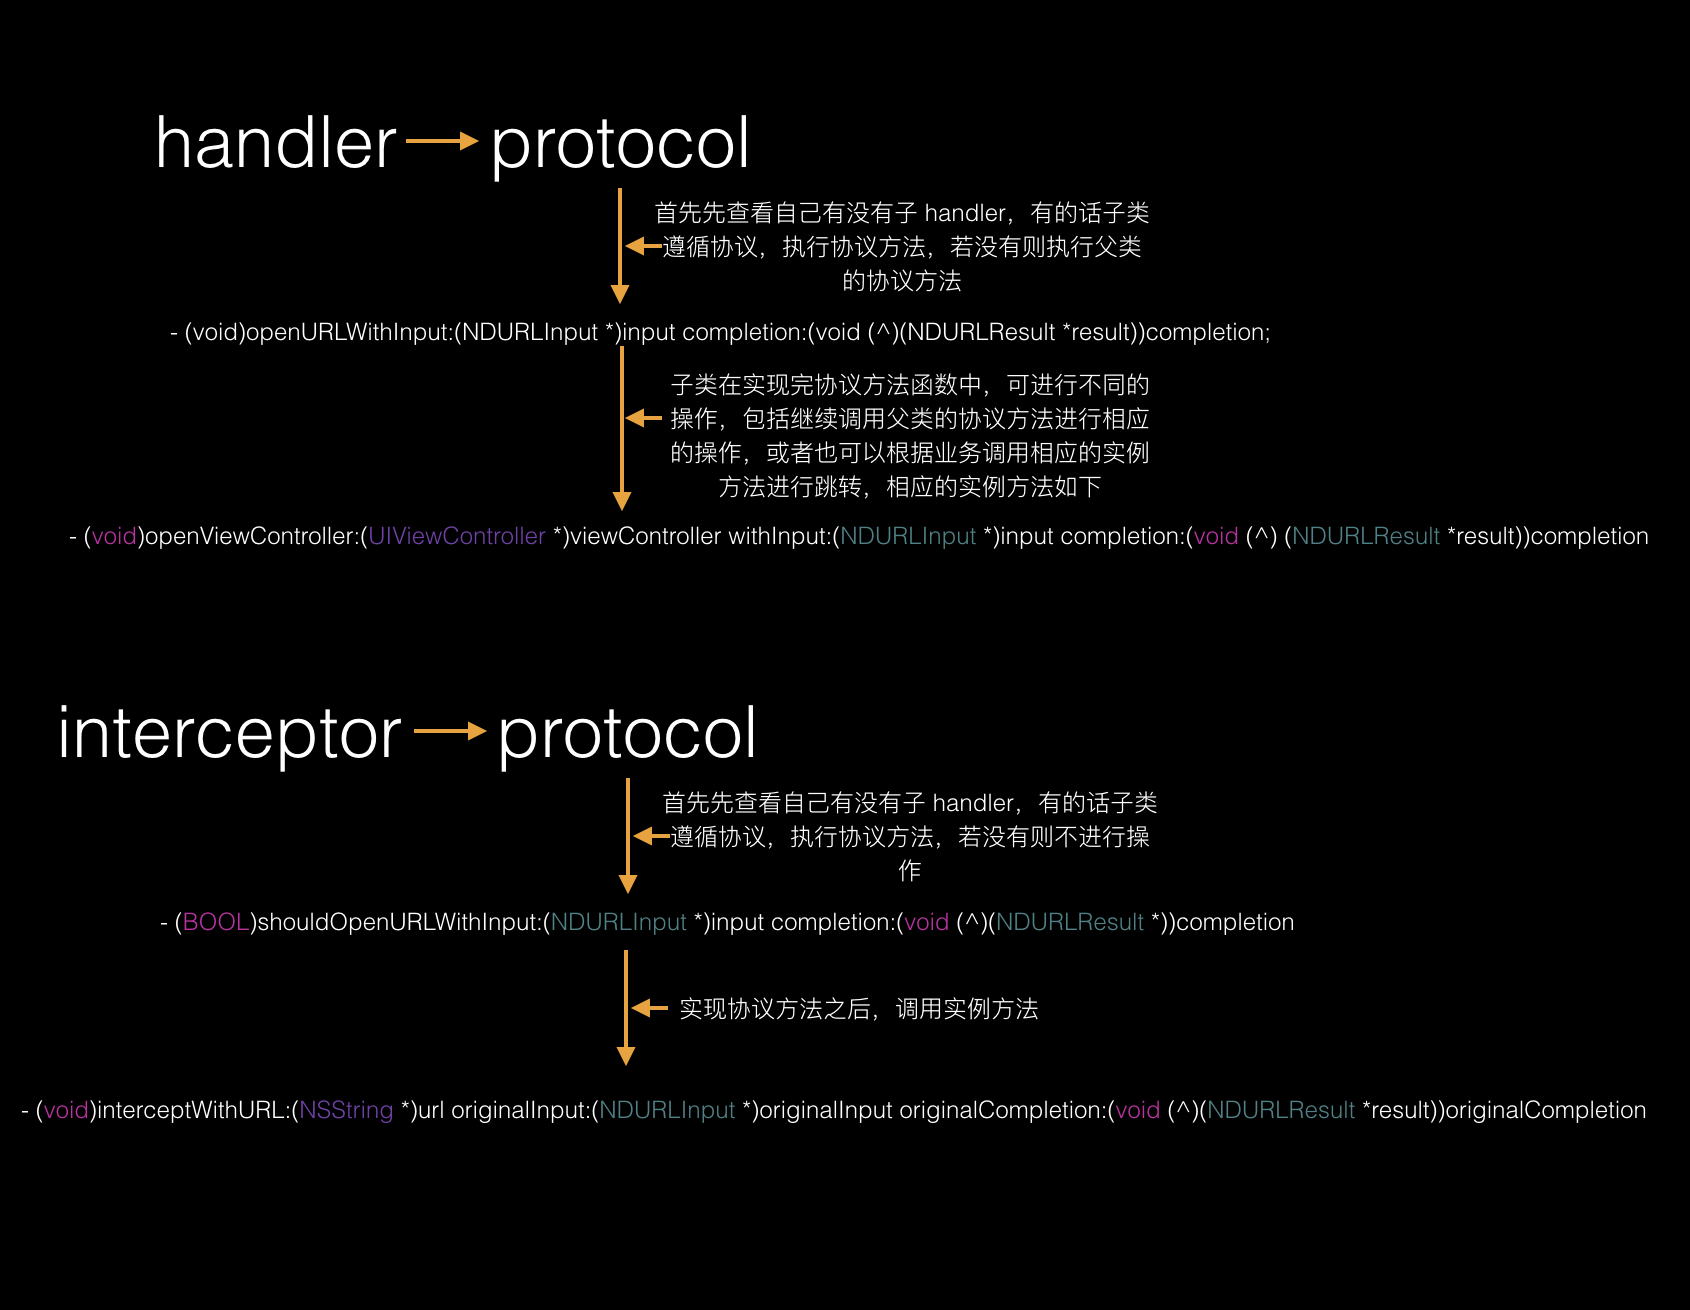 handler protocol
首先先查看自己有没有子 handler，有的话子类
遵循协议，执行协议方法，若没有则执行父类
的协议方法
- (void)openURLWithInput:(NDURLInput *)input completion:(void (^)(NDURLResult *result))completion;
子类在实现完协议方法函数中，可进行不同的
操作，包括继续调用父类的协议方法进行相应
的操作，或者也可以根据业务调用相应的实例
方法进行跳转，相应的实例方法如下
- (void)openViewController:(UIViewController *)viewController withInput:(NDURLInput *)input completion:(void (^) (NDURLResult *result))completion
interceptor protocol
首先先查看自己有没有子 handler，有的话子类
遵循协议，执行协议方法，若没有则不进行操
作
- (BOOL)shouldOpenURLWithInput:(NDURLInput *)input completion:(void (^)(NDURLResult *))completion
实现协议方法之后，调用实例方法
- (void)interceptWithURL:(NSString *)url originalInput:(NDURLInput *)originalInput originalCompletion:(void (^)(NDURLResult *result))originalCompletion